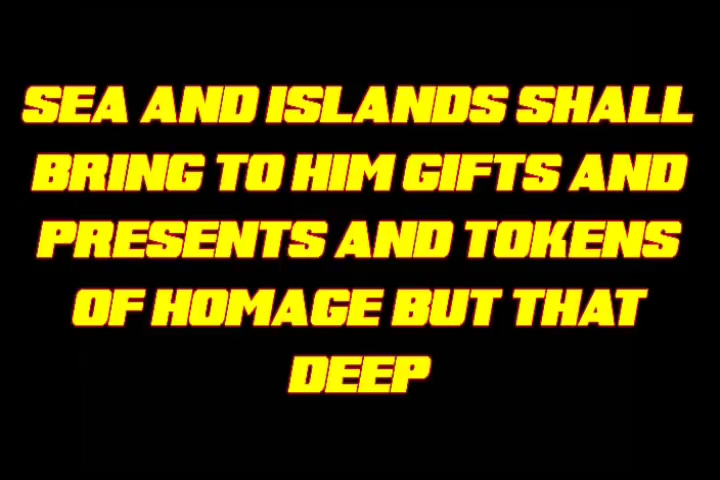 SEA AND ISLANDS SHALL
BRING TO HIM GIFTS AND
PRESENTS AND TOKENS
OF HOMAGE BUT THAT
DEEP